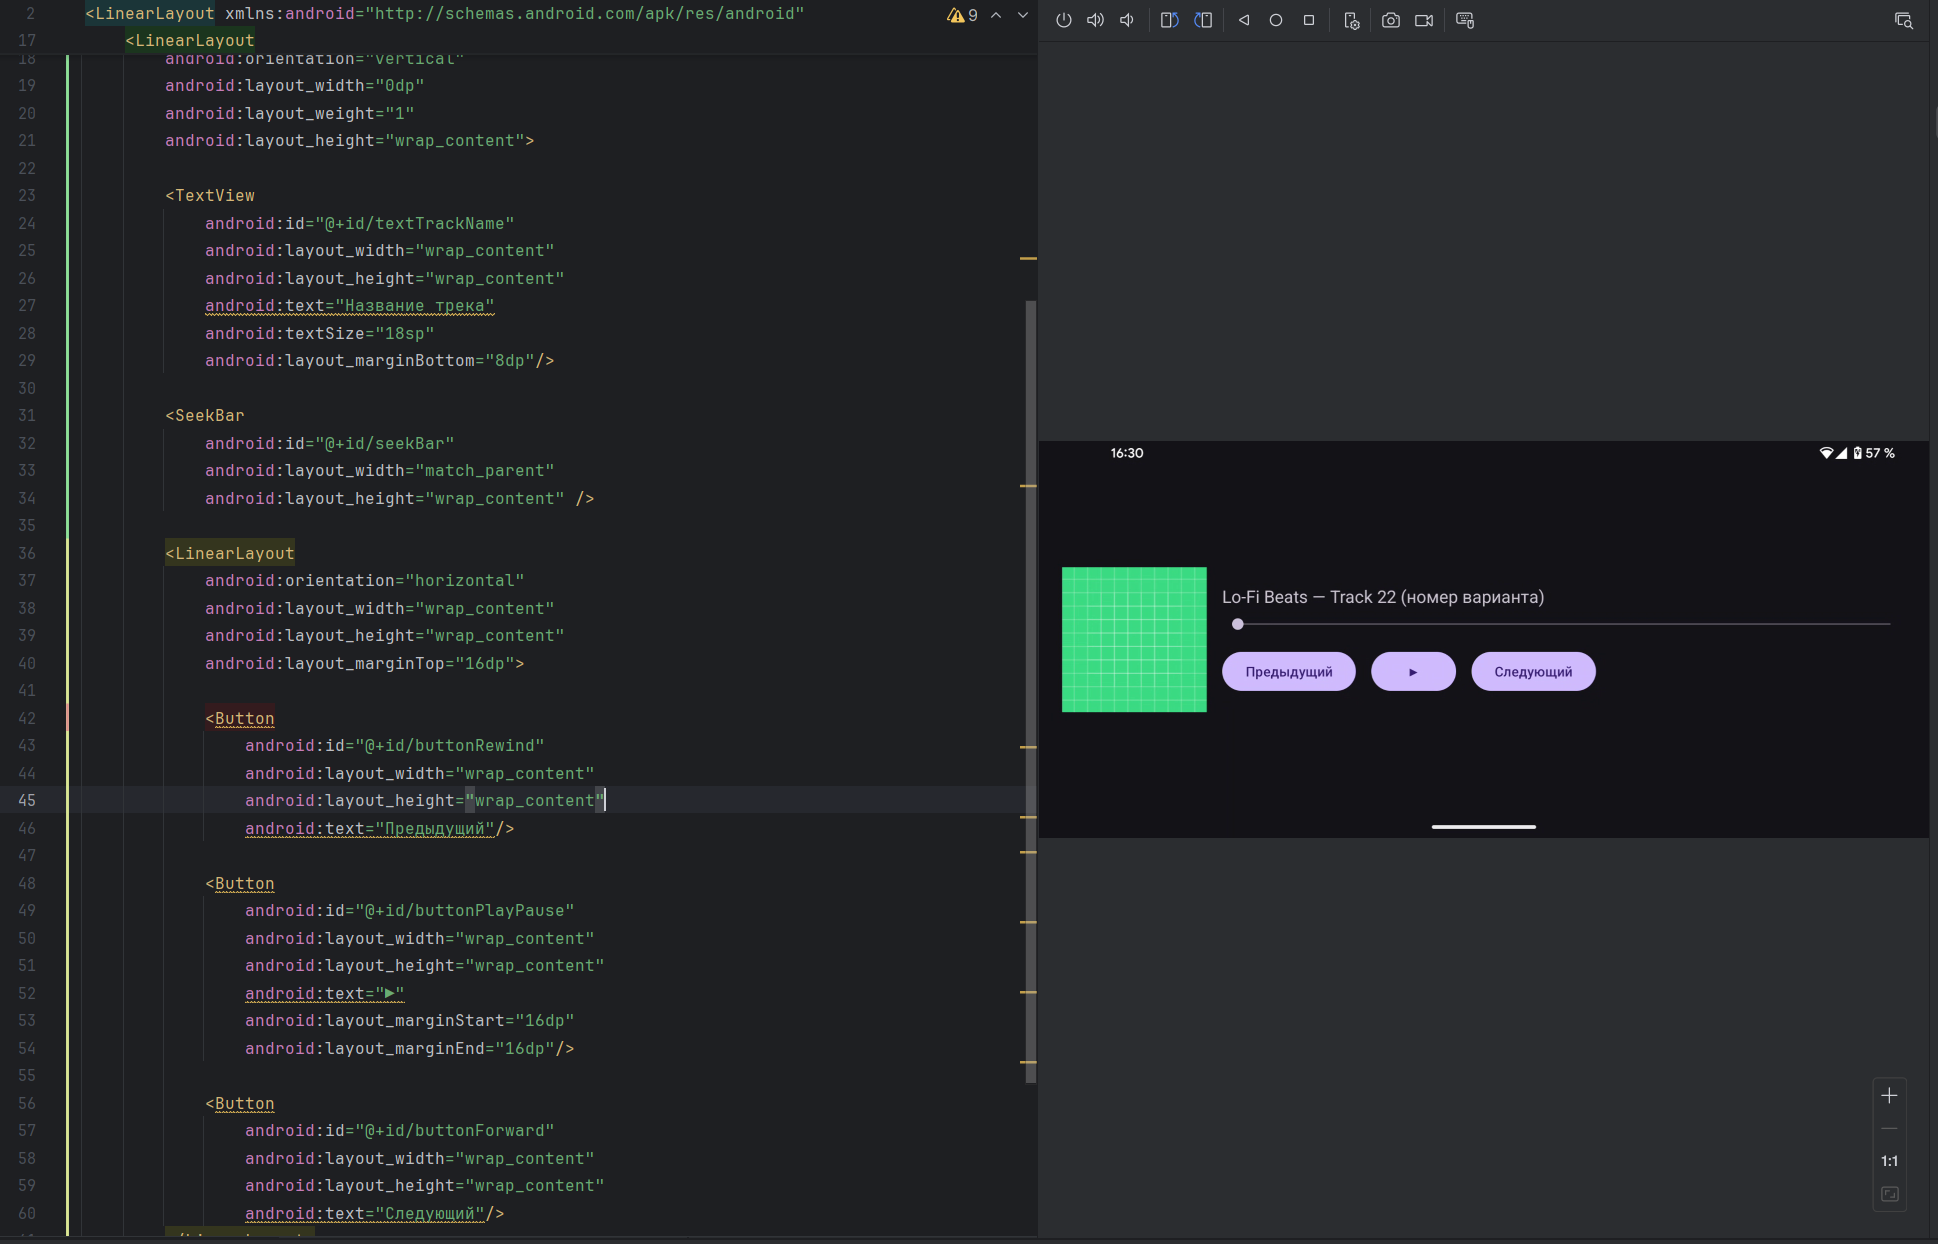 2 <LinearLayout xmlns:android="http://schemas.android.com/apk/res/android" 9
17 <LinearLayout
18 android:orientation="vertical"
19 android:layout_width="0dp"
20 android:layout_weight="1"
21 android:layout_height="wrap_content">
22
23 <TextView
24 android:id="@+id/textTrackName"
25 android:layout_width="wrap_content"
26 android:layout_height="wrap_content"
27 android:text="Название трека"
28 android:textSize="18sp"
29 android:layout_marginBottom="8dp"/>
30
31 <SeekBar
32 android:id="@+id/seekBar"
33 android:layout_width="match_parent"
34 android:layout_height="wrap_content" />
35
36 <LinearLayout
37 android:orientation="horizontal"
38 android:layout_width="wrap_content"
39 android:layout_height="wrap_content"
40 android:layout_marginTop="16dp">
41
42 <Button
43 android:id="@+id/buttonRewind"
44 android:layout_width="wrap_content"
45 android:layout_height="wrap_content"
46 android:text="Предыдущий"/>
47
48 <Button
49 android:id="@+id/buttonPlayPause"
50 android:layout_width="wrap_content"
51 android:layout_height="wrap_content"
52 android:text="▶"
53 android:layout_marginStart="16dp"
54 android:layout_marginEnd="16dp"/>
55
56 <Button
57 android:id="@+id/buttonForward"
58 android:layout_width="wrap_content"
59 android:layout_height="wrap_content"
60 android:text="Следующий"/>
16:30 57 %
Lo-Fi Beats — Track 22 (номер варианта)
Предыдущий ▶ Следующий
1:1